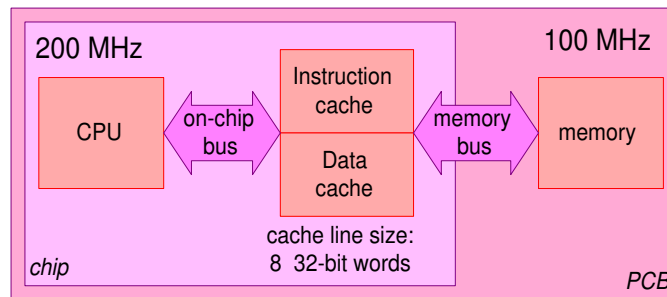 200 MHz
100 MHz
CPU
on-chip
bus
Instruction
cache
Data
cache
memory
bus
memory
cache line size:
8 32-bit words
chip
PCB